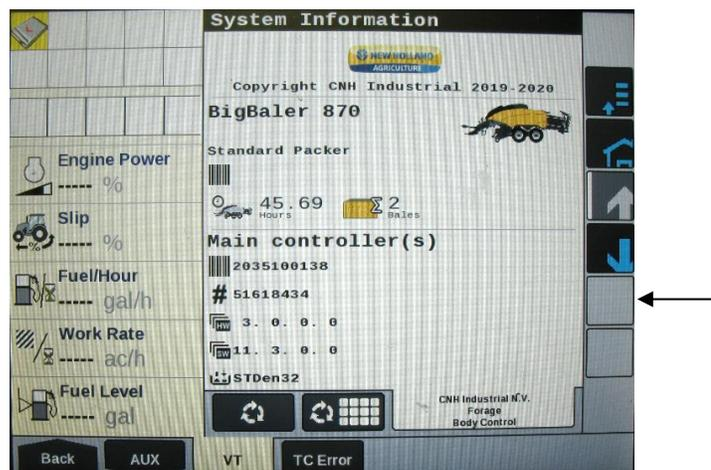 System Information
NEW HOLLAND
AGRICULTURE
Copyright CNH Industrial 2019-2020
BigBaler 870
Standard Packer
45.69
Hours
Σ 2
Bales
Main controller(s)
2035100138
# 51618434
HW 3. 0. 0. 0
SW 11. 3. 0. 0
STDen32
CNH Industrial N.V.
Forage
Body Control
Engine Power
----- %
Slip
----- %
%
Fuel/Hour
----- gal/h
Work Rate
----- ac/h
Fuel Level
----- gal
Back
AUX
VT
TC Error